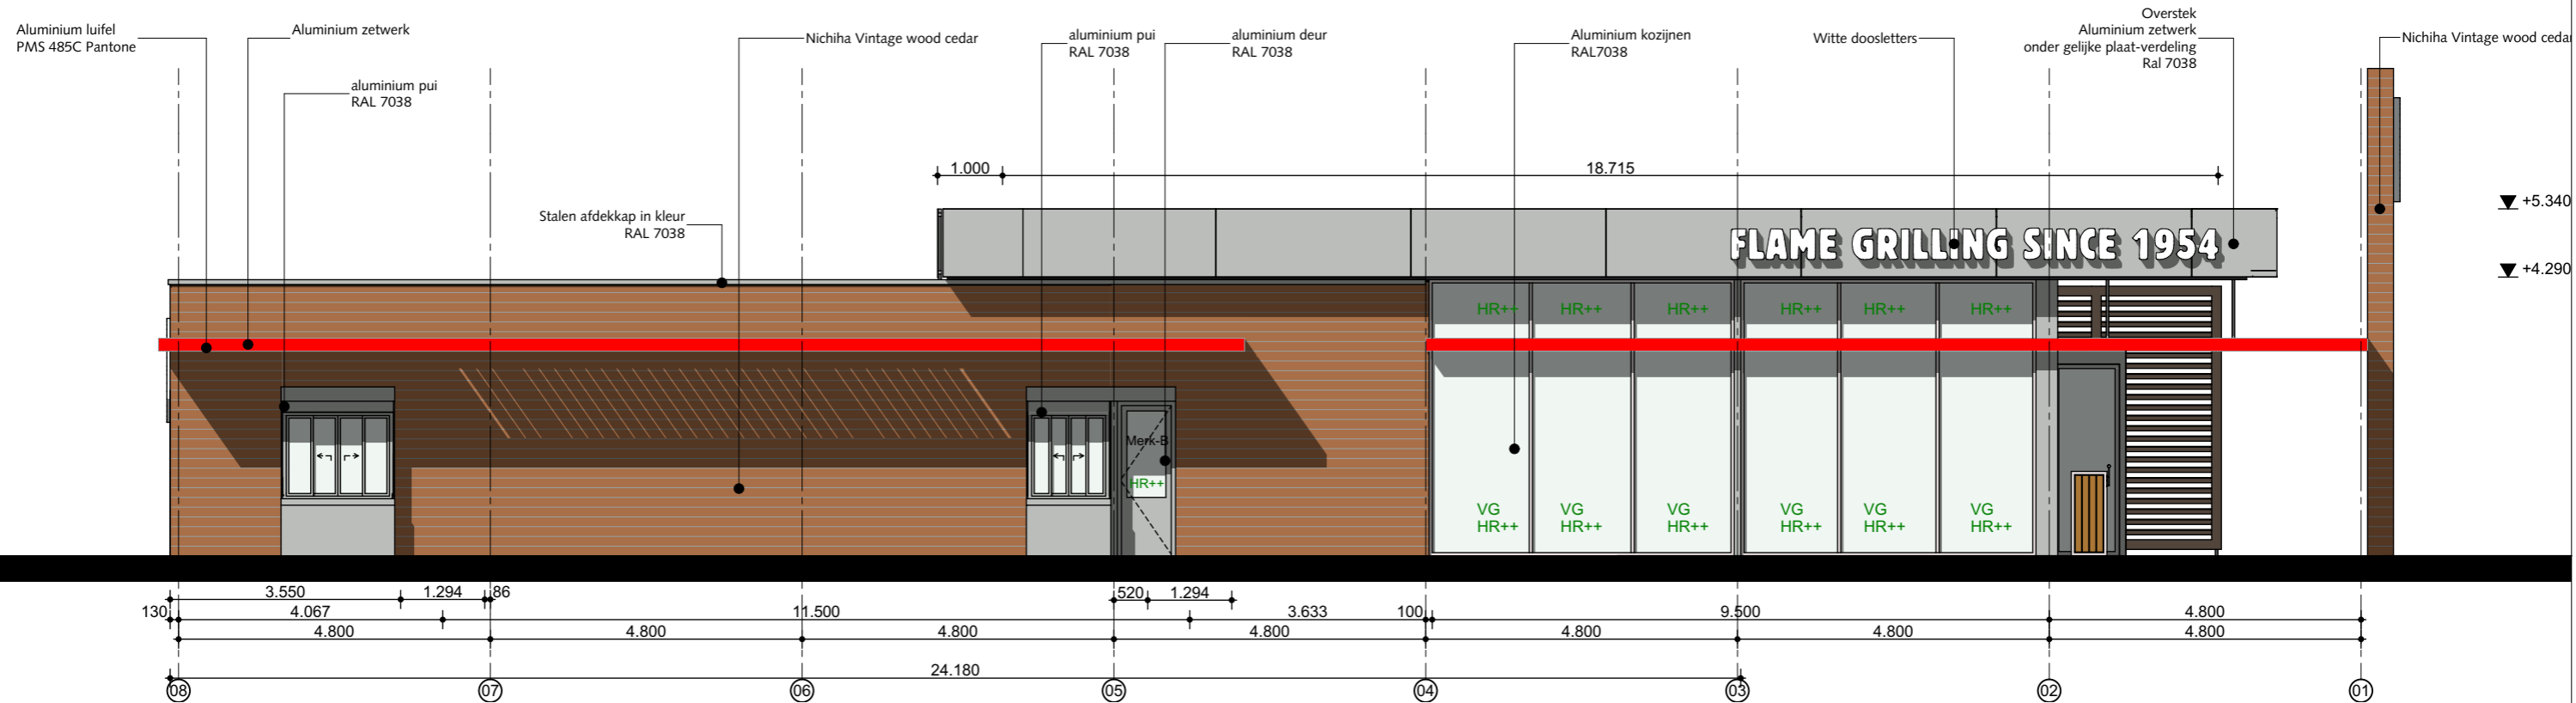 Aluminium luifel
PMS 485C Pantone
Aluminium zetwerk
aluminium pui
RAL 7038
Nichiha Vintage wood cedar
aluminium pui
RAL 7038
aluminium deur
RAL 7038
Aluminium kozijnen
RAL7038
Witte doosletters
Overstek
Aluminium zetwerk
onder gelijke plaat-verdeling
Ral 7038
Nichiha Vintage wood cedar
1.000
18.715
Stalen afdekkap in kleur
RAL 7038
+5.340
FLAME GRILLING SINCE 1954
+4.290
HR++ HR++ HR++ HR++ HR++ HR++
Merk-B
HR++
VG VG VG VG VG VG
HR++ HR++ HR++ HR++ HR++ HR++
3.550 1.294 86 520 1.294
130 4.067 11.500 3.633 100 9.500 4.800
4.800 4.800 4.800 4.800 4.800 4.800 4.800
24.180
08 07 06 05 04 03 02 01